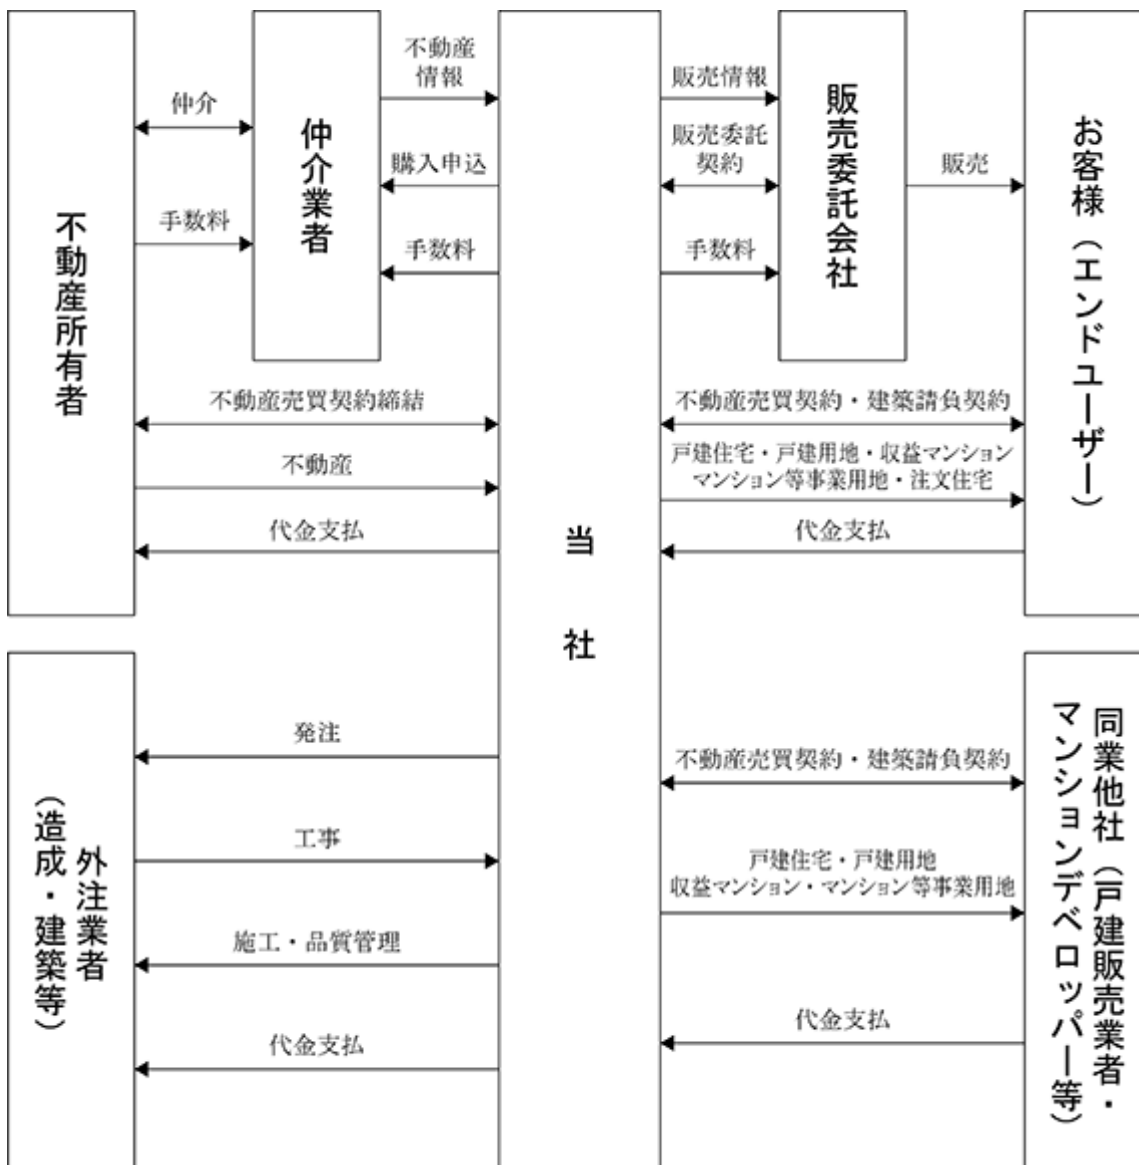 不動産所有者
仲介
手数料
仲介業者
不動産
情報
購入申込
手数料
不動産売買契約締結
不動産
代金支払
当社
販売情報
販売委託
契約
手数料
販売委託会社
販売
お客様（エンドユーザー）
不動産売買契約・建築請負契約
戸建住宅・戸建用地・収益マンション
マンション等事業用地・注文住宅
代金支払
外注業者
（造成・建築等）
発注
工事
施工・品質管理
代金支払
不動産売買契約・建築請負契約
戸建住宅・戸建用地
収益マンション・マンション等事業用地
代金支払
同業他社（戸建販売業者・
マンションデベロッパー等）